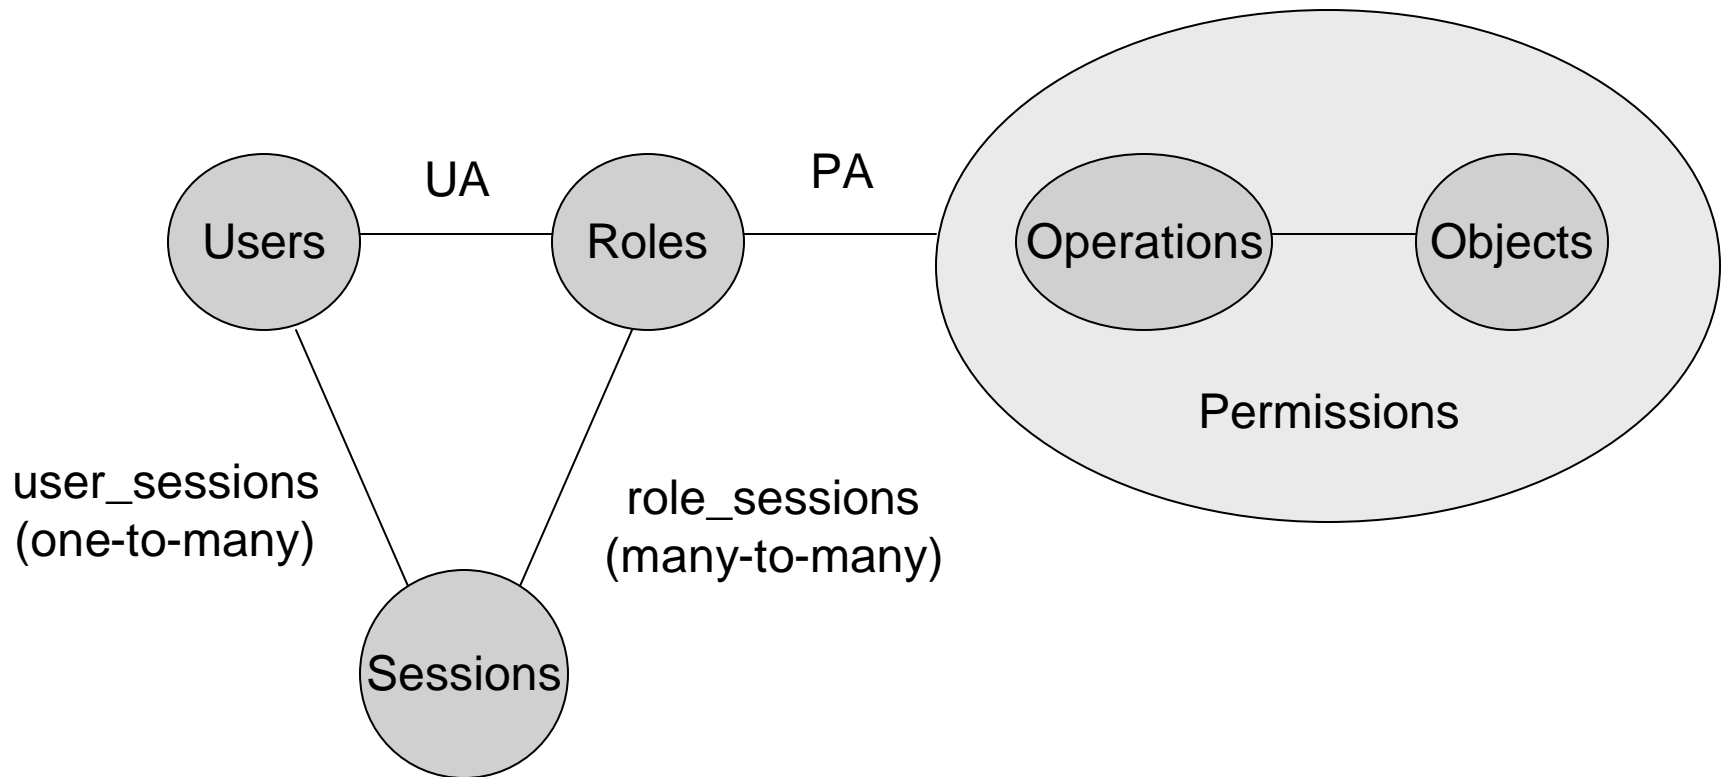 UA
PA
Users
Roles
Operations
Objects
Permissions
user_sessions
(one-to-many)
role_sessions
(many-to-many)
Sessions